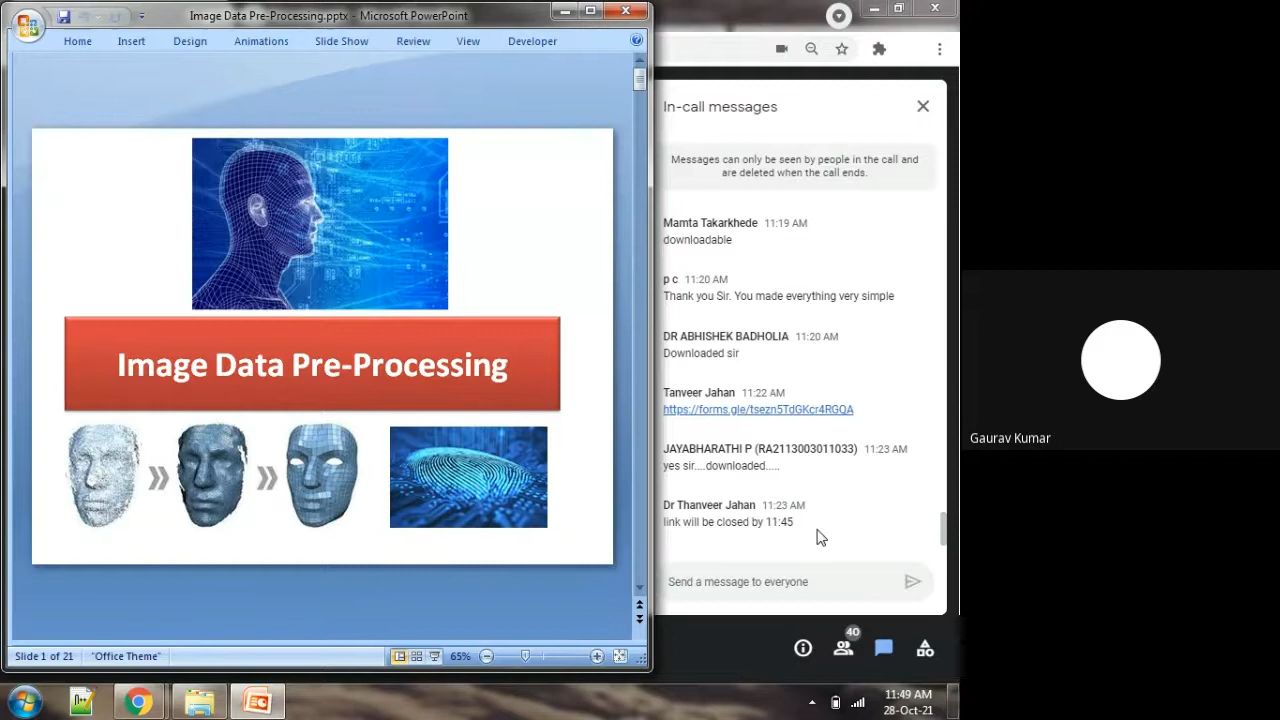 Image Data Pre-Processing.pptx - Microsoft PowerPoint
Home Insert Design Animations Slide Show Review View Developer
Image Data Pre-Processing
Slide 1 of 21 "Office Theme" 65%
In-call messages
Messages can only be seen by people in the call and
are deleted when the call ends.
Mamta Takarkhede 11:19 AM
downloadable
p c 11:20 AM
Thank you Sir. You made everything very simple
DR ABHISHEK BADHOLIA 11:20 AM
Downloaded sir
Tanveer Jahan 11:22 AM
https://forms.gle/tsezn5TdGKcr4RGQA
JAYABHARATHI P (RA2113003011033) 11:23 AM
yes sir....downloaded.....
Dr Thanveer Jahan 11:23 AM
link will be closed by 11:45
Send a message to everyone
40
Gaurav Kumar
11:49 AM
28-Oct-21